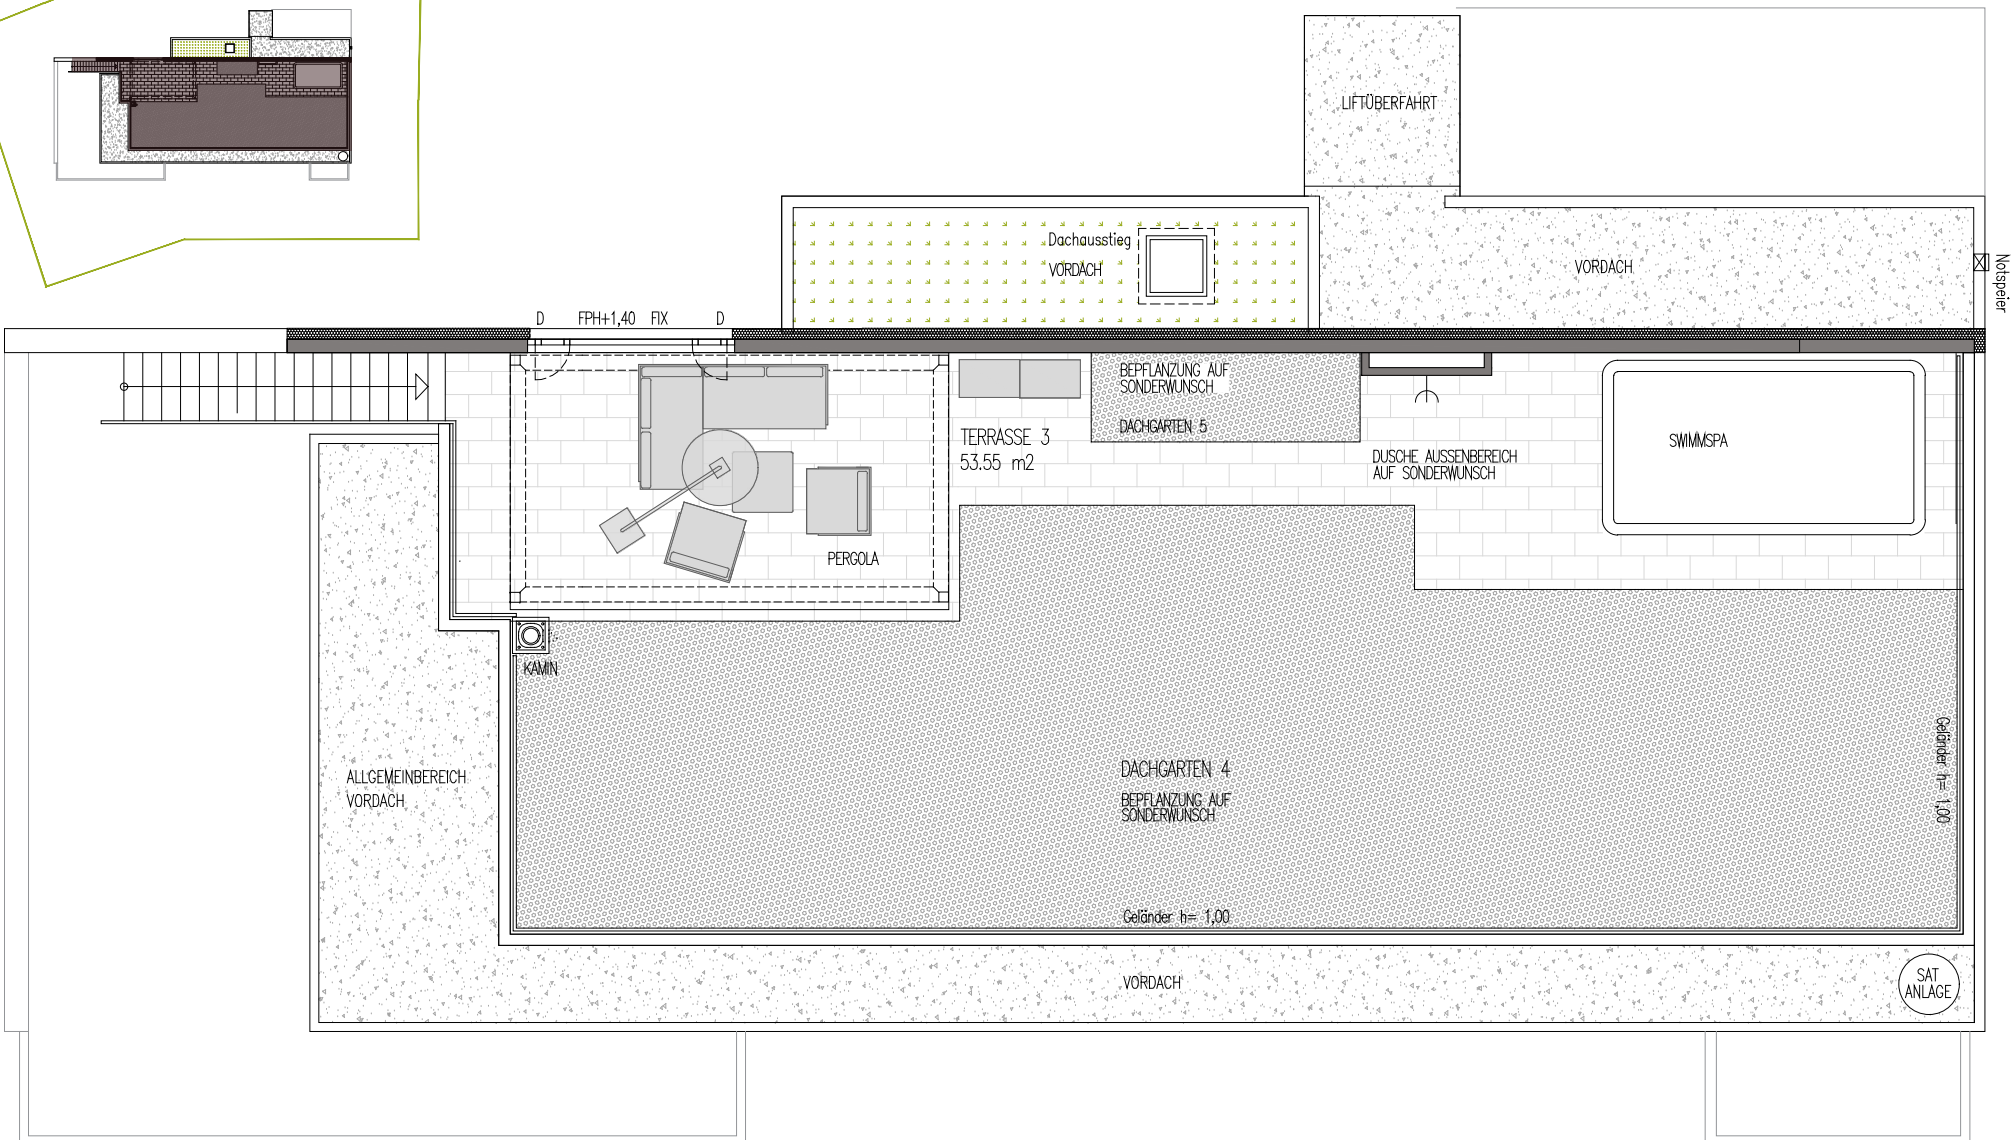 LIFTÜBERFAHRT
Dachausstieg
VORDACH
VORDACH
Notspeier
D
FPH+1,40 FIX
D
BEPFLANZUNG AUF
SONDERWUNSCH
DACHGARTEN 5
TERRASSE 3
53.55 m2
DUSCHE AUSSENBEREICH
AUF SONDERWUNSCH
SWIMMSPA
PERGOLA
KAMIN
ALLGEMEINBEREICH
VORDACH
DACHGARTEN 4
BEPFLANZUNG AUF
SONDERWUNSCH
Geländer h= 1,00
Geländer h= 1,00
VORDACH
SAT
ANLAGE